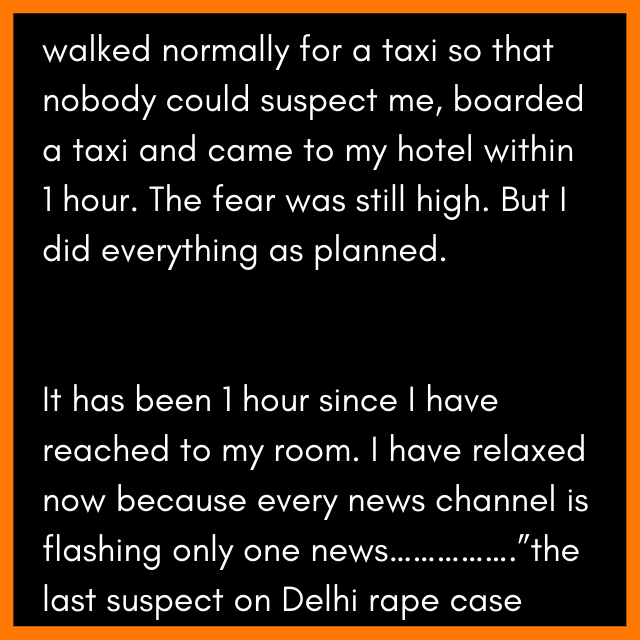 walked normally for a taxi so that
nobody could suspect me, boarded
a taxi and came to my hotel within
1 hour. The fear was still high. But I
did everything as planned.
It has been 1 hour since I have
reached to my room. I have relaxed
now because every news channel is
flashing only one news…………….”the
last suspect on Delhi rape case